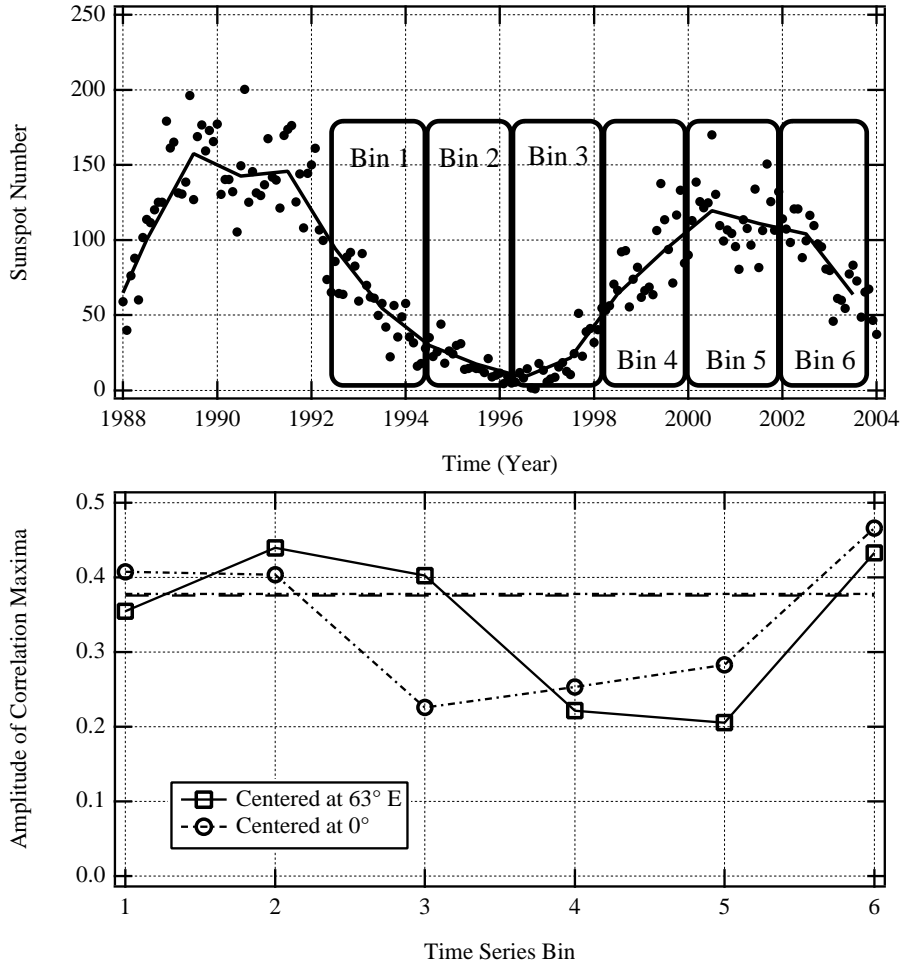 250
200
150
100
50
0
Sunspot Number
Bin 1
Bin 2
Bin 3
Bin 4
Bin 5
Bin 6
1988
1990
1992
1994
1996
1998
2000
2002
2004
Time (Year)
0.5
0.4
0.3
0.2
0.1
0.0
Amplitude of Correlation Maxima
Centered at 63° E
Centered at 0°
1
2
3
4
5
6
Time Series Bin